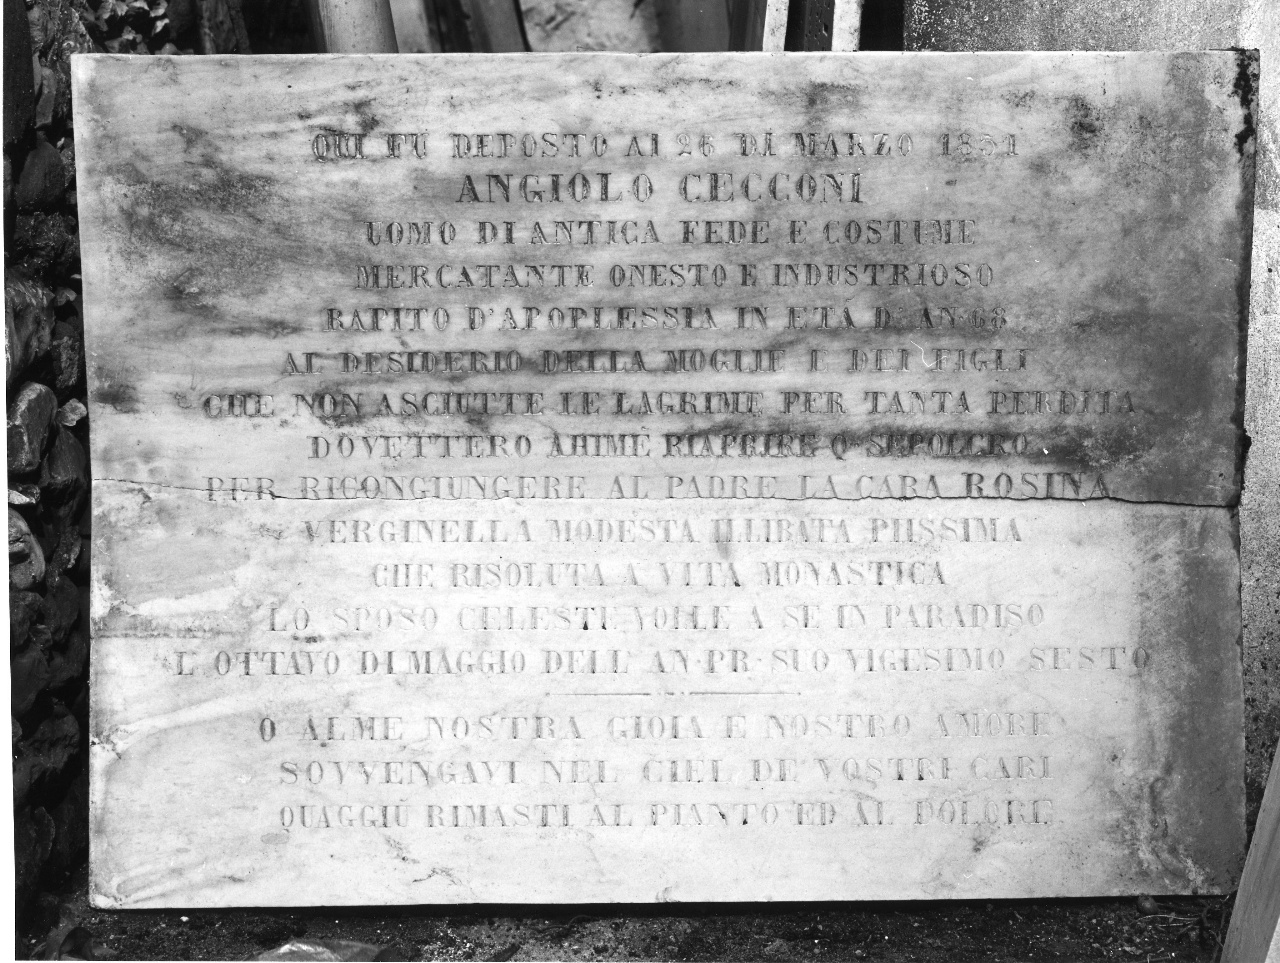 QUI FU DEPOSTO AI 26 DI MARZO 1851
ANGIOLO CECCONI
UOMO DI ANTICA FEDE E COSTUME
MERCATANTE ONESTO E INDUSTRIOSO
RAPITO D'APOPLESSIA IN ETÀ D'AN·68
AL DESIDERIO DELLA MOGLIE E DEI FIGLI
CHE NON ASCIUTTE LE LAGRIME PER TANTA PERDITA
DOVETTERO AHIMÈ RIAPRIRE Q·SEPOLCRO
PER RICONGIUNGERE AL PADRE LA CARA ROSINA
VERGINELLA MODESTA ILLIBATA PIISSIMA
CHE RISOLUTA A VITA MONASTICA
LO SPOSO CELESTE VOLLE A SE IN PARADISO
L'OTTAVO DI MAGGIO DELL'AN·PR·SUO VIGESIMO SESTO
O ALME NOSTRA GIOIA E NOSTRO AMORE
SOVVENGAVI NEL CIEL DE' VOSTRI CARI
QUAGGIÙ RIMASTI AL PIANTO ED AL DOLORE